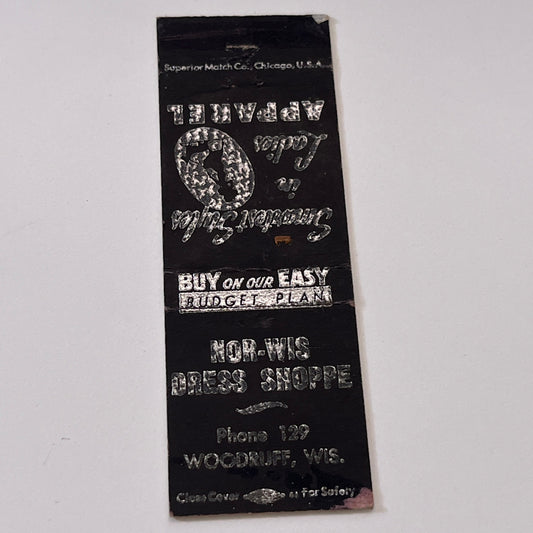 Superior Match Co., Chicago, U.S.A.
Smartest Styles
in
Ladies
APPAREL
BUY ON OUR EASY
BUDGET PLAN
NOR-WIS
DRESS SHOPPE
Phone 129
WOODRUFF, WIS.
Close Cover For Safety